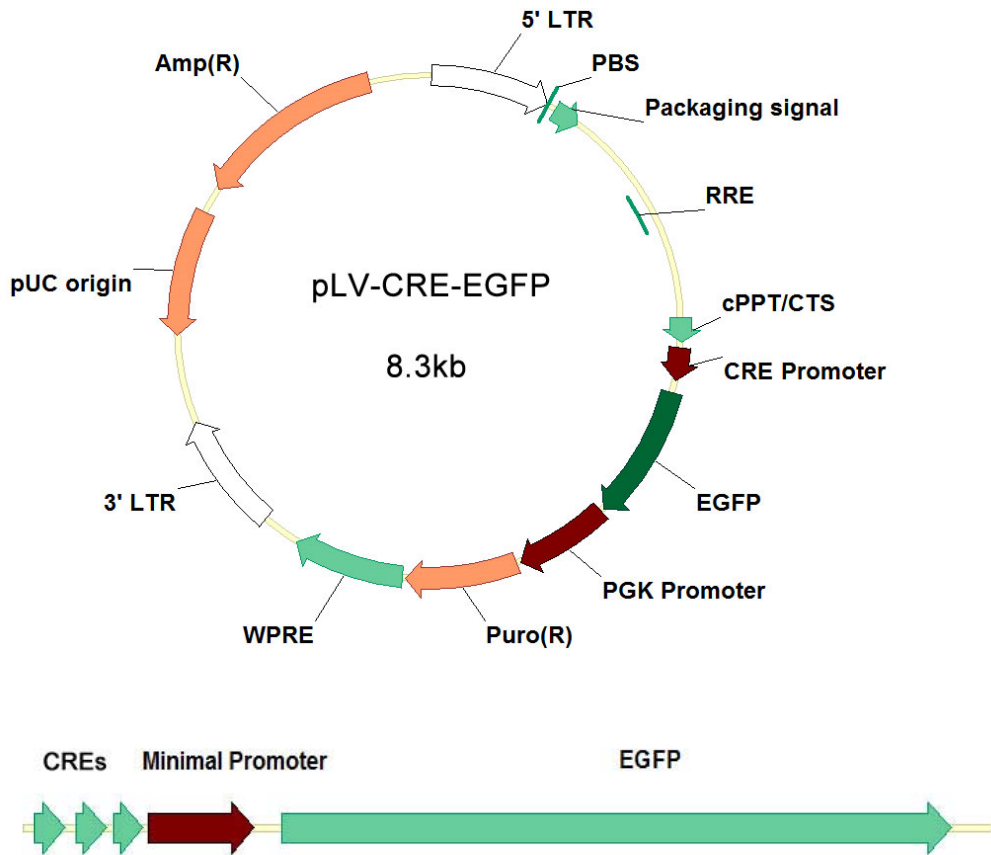 5' LTR
PBS
Amp(R)
Packaging signal
RRE
pUC origin
pLV-CRE-EGFP
8.3kb
cPPT/CTS
CRE Promoter
3' LTR
EGFP
PGK Promoter
WPRE
Puro(R)
CREs
Minimal Promoter
EGFP